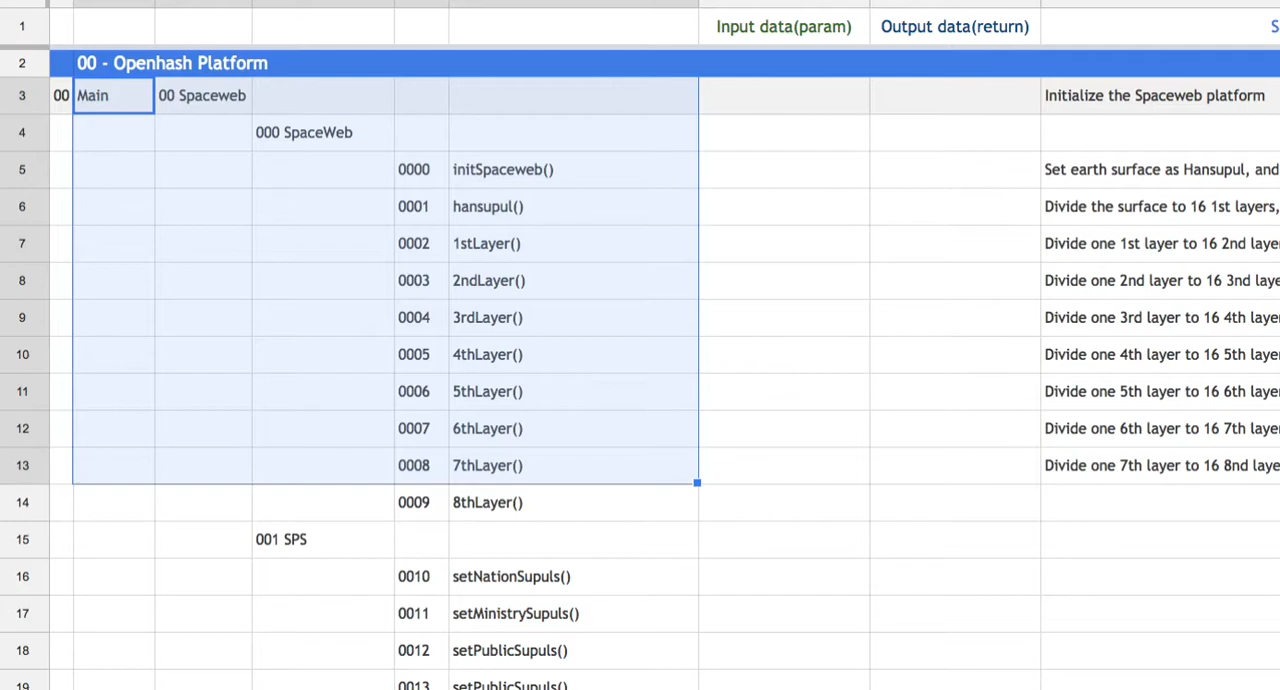 1 Input data(param) Output data(return) S
2 00 - Openhash Platform
3 00 Main 00 Spaceweb Initialize the Spaceweb platform
4 000 SpaceWeb
5 0000 initSpaceweb() Set earth surface as Hansupul, and
6 0001 hansupul() Divide the surface to 16 1st layers,
7 0002 1stLayer() Divide one 1st layer to 16 2nd laye
8 0003 2ndLayer() Divide one 2nd layer to 16 3nd laye
9 0004 3rdLayer() Divide one 3rd layer to 16 4th laye
10 0005 4thLayer() Divide one 4th layer to 16 5th laye
11 0006 5thLayer() Divide one 5th layer to 16 6th laye
12 0007 6thLayer() Divide one 6th layer to 16 7th laye
13 0008 7thLayer() Divide one 7th layer to 16 8nd laye
14 0009 8thLayer()
15 001 SPS
16 0010 setNationSupuls()
17 0011 setMinistrySupuls()
18 0012 setPublicSupuls()
19 0013 setPublicSupuls()